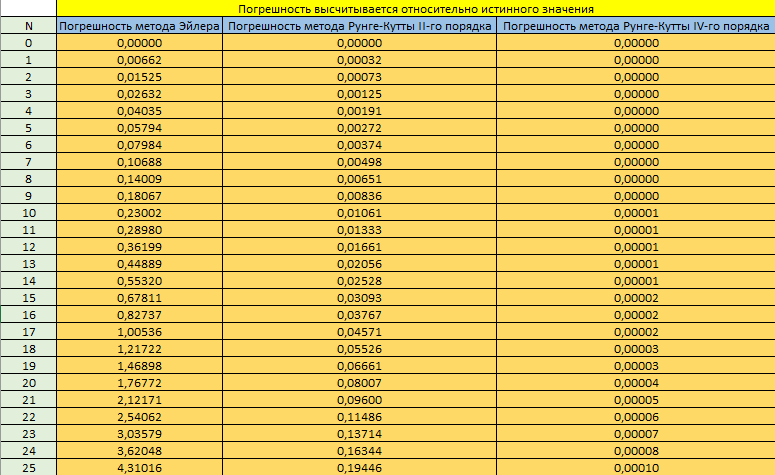 Погрешность высчитывается относительно истинного значения
N Погрешность метода Эйлера Погрешность метода Рунге-Кутты II-го порядка Погрешность метода Рунге-Кутты IV-го порядка
0 0,00000 0,00000 0,00000
1 0,00662 0,00032 0,00000
2 0,01525 0,00073 0,00000
3 0,02632 0,00125 0,00000
4 0,04035 0,00191 0,00000
5 0,05794 0,00272 0,00000
6 0,07984 0,00374 0,00000
7 0,10688 0,00498 0,00000
8 0,14009 0,00651 0,00000
9 0,18067 0,00836 0,00000
10 0,23002 0,01061 0,00001
11 0,28980 0,01333 0,00001
12 0,36199 0,01661 0,00001
13 0,44889 0,02056 0,00001
14 0,55320 0,02528 0,00001
15 0,67811 0,03093 0,00002
16 0,82737 0,03767 0,00002
17 1,00536 0,04571 0,00002
18 1,21722 0,05526 0,00003
19 1,46898 0,06661 0,00003
20 1,76772 0,08007 0,00004
21 2,12171 0,09600 0,00005
22 2,54062 0,11486 0,00006
23 3,03579 0,13714 0,00007
24 3,62048 0,16344 0,00008
25 4,31016 0,19446 0,00010